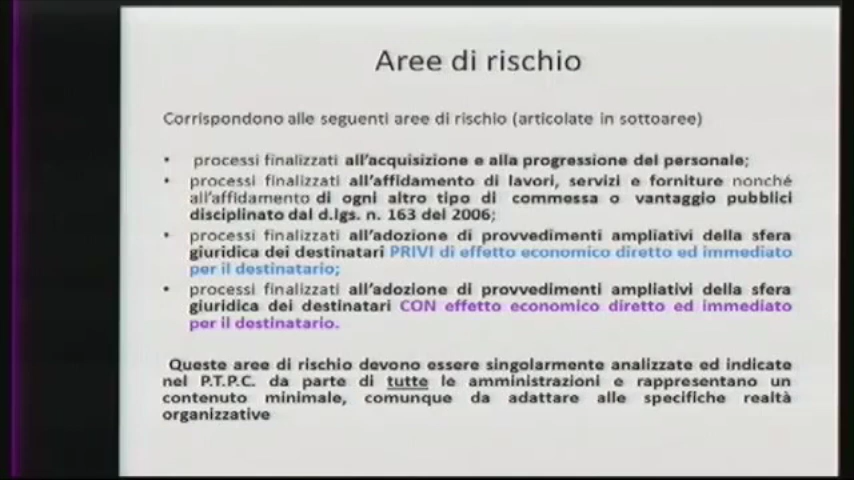 Aree di rischio
Corrispondono alle seguenti aree di rischio (articolate in sottoaree)
• processi finalizzati all'acquisizione e alla progressione del personale;
• processi finalizzati all'affidamento di lavori, servizi e forniture nonché
all'affidamento di ogni altro tipo di commessa o vantaggio pubblici
disciplinato dal d.lgs. n. 163 del 2006;
• processi finalizzati all'adozione di provvedimenti ampliativi della sfera
giuridica dei destinatari PRIVI di effetto economico diretto ed immediato
per il destinatario;
• processi finalizzati all'adozione di provvedimenti ampliativi della sfera
giuridica dei destinatari CON effetto economico diretto ed immediato
per il destinatario.
Queste aree di rischio devono essere singolarmente analizzate ed indicate
nel P.T.P.C. da parte di tutte le amministrazioni e rappresentano un
contenuto minimale, comunque da adattare alle specifiche realtà
organizzative